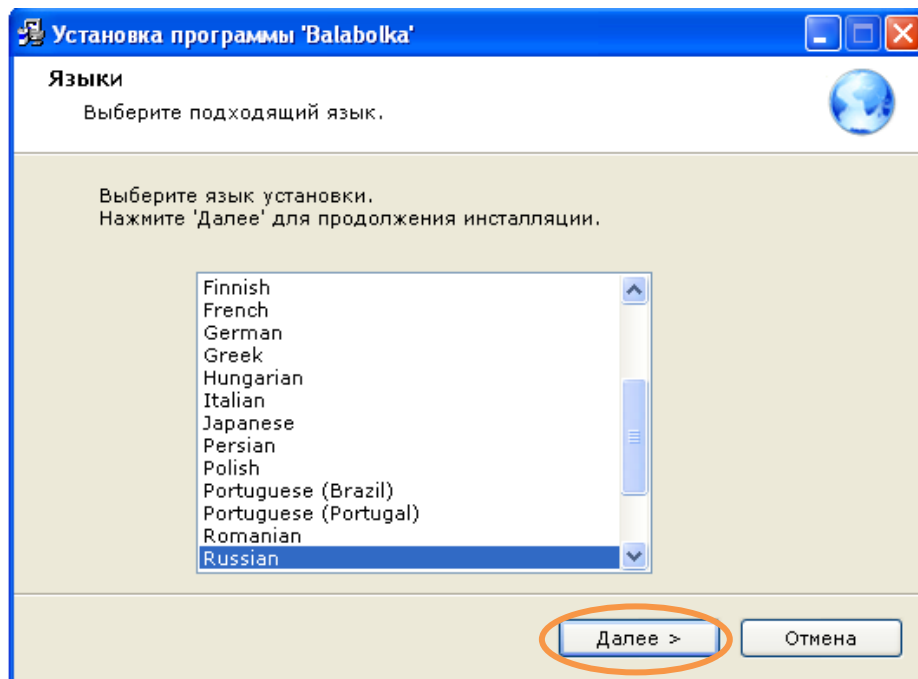 Установка программы 'Balabolka'
Языки
Выберите подходящий язык.
Выберите язык установки.
Нажмите 'Далее' для продолжения инсталляции.
Finnish
French
German
Greek
Hungarian
Italian
Japanese
Persian
Polish
Portuguese (Brazil)
Portuguese (Portugal)
Romanian
Russian
Далее >
Отмена